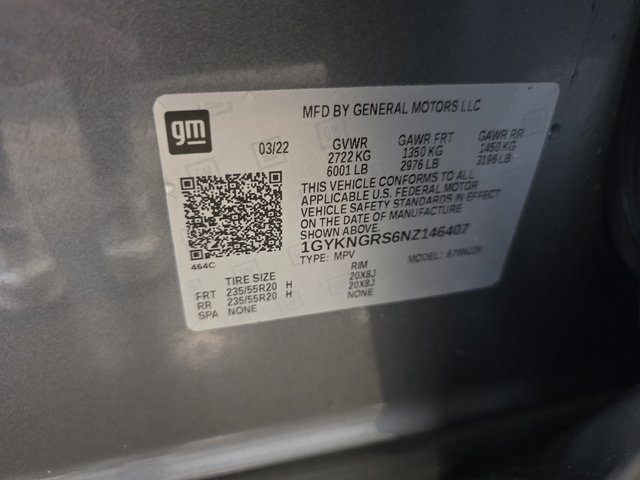 MFD BY GENERAL MOTORS LLC
gm
03/22 GVWR GAWR FRT GAWR RR
2722 KG 1350 KG 1450 KG
6001 LB 2976 LB 3196 LB
THIS VEHICLE CONFORMS TO ALL
APPLICABLE U.S. FEDERAL MOTOR
VEHICLE SAFETY STANDARDS IN EFFECT
ON THE DATE OF MANUFACTURE
SHOWN ABOVE.
1GYKNGRS6NZ146407
464C TYPE: MPV MODEL:
TIRE SIZE RIM
FRT 235/55R20 H 20X8J
RR 235/55R20 H 20X8J
SPA NONE NONE